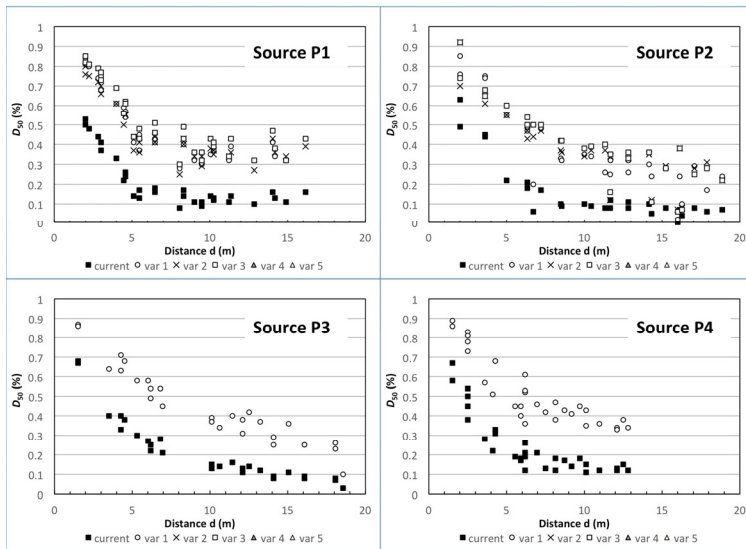 Source P1
D50 (%)
1
0.9
0.8
0.7
0.6
0.5
0.4
0.3
0.2
0.1
0
0 5 10 15 20
Distance d (m)
■ current ○ var 1 × var 2 □ var 3 ▲ var 4 △ var 5
Source P2
D50 (%)
1
0.9
0.8
0.7
0.6
0.5
0.4
0.3
0.2
0.1
0
0 5 10 15 20
Distance d (m)
■ current ○ var 1 × var 2 □ var 3 ▲ var 4 △ var 5
Source P3
D50 (%)
1
0.9
0.8
0.7
0.6
0.5
0.4
0.3
0.2
0.1
0
0 5 10 15 20
Distance d (m)
■ current ○ var 1 × var 2 □ var 3 ▲ var 4 △ var 5
Source P4
D50 (%)
1
0.9
0.8
0.7
0.6
0.5
0.4
0.3
0.2
0.1
0
0 5 10 15 20
Distance d (m)
■ current ○ var 1 × var 2 □ var 3 ▲ var 4 △ var 5